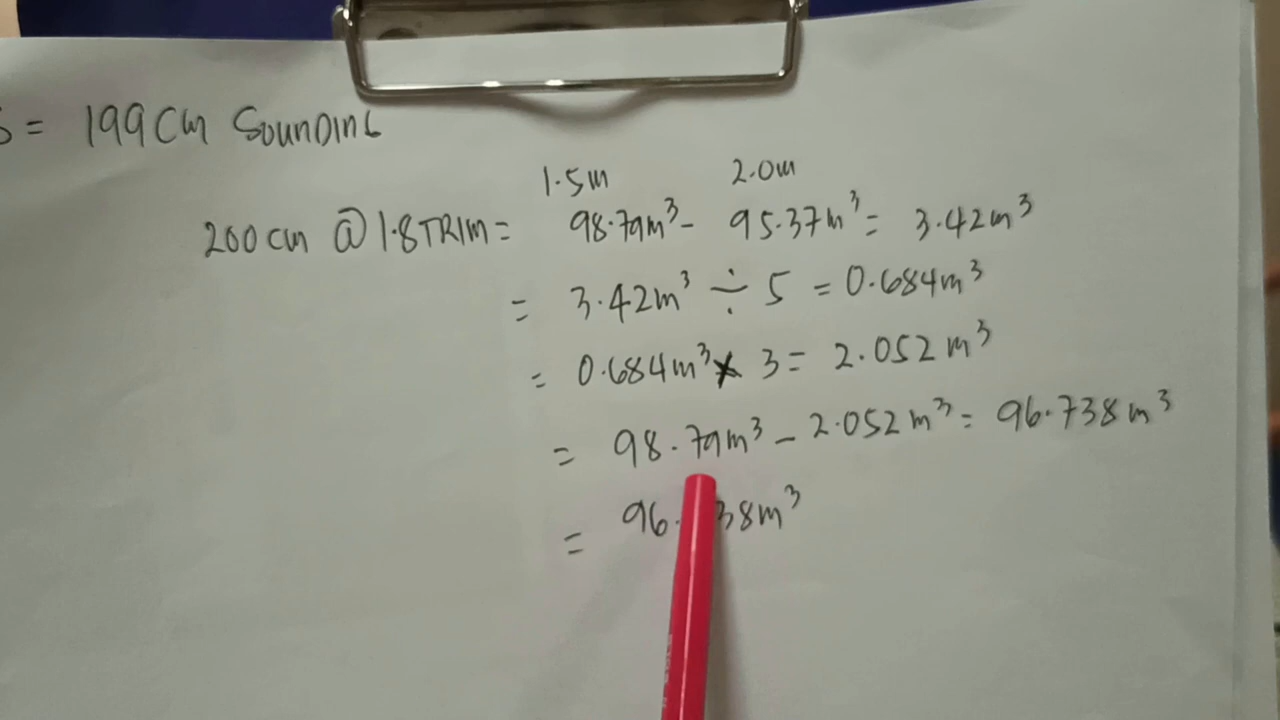 = 199 cm SOUNDING
1.5m 2.0m
200 cm @ 1.8 TRIM = 98.79m³ - 95.37m³ = 3.42m³
= 3.42m³ ÷ 5 = 0.684m³
= 0.684m³ x 3 = 2.052 m³
= 98.79m³ - 2.052 m³ = 96.738 m³
= 96. 38m³